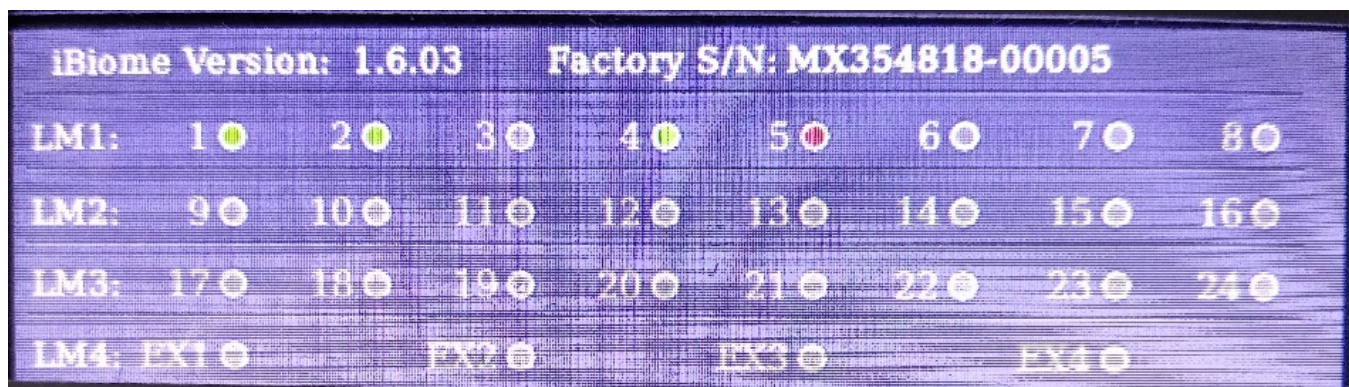 iBiome Version: 1.6.03 Factory S/N: MX354818-00005
LM1: 1 2 3 4 5 6 7 8
LM2: 9 10 11 12 13 14 15 16
LM3: 17 18 19 20 21 22 23 24
LM4: EX1 EX2 EX3 EX4